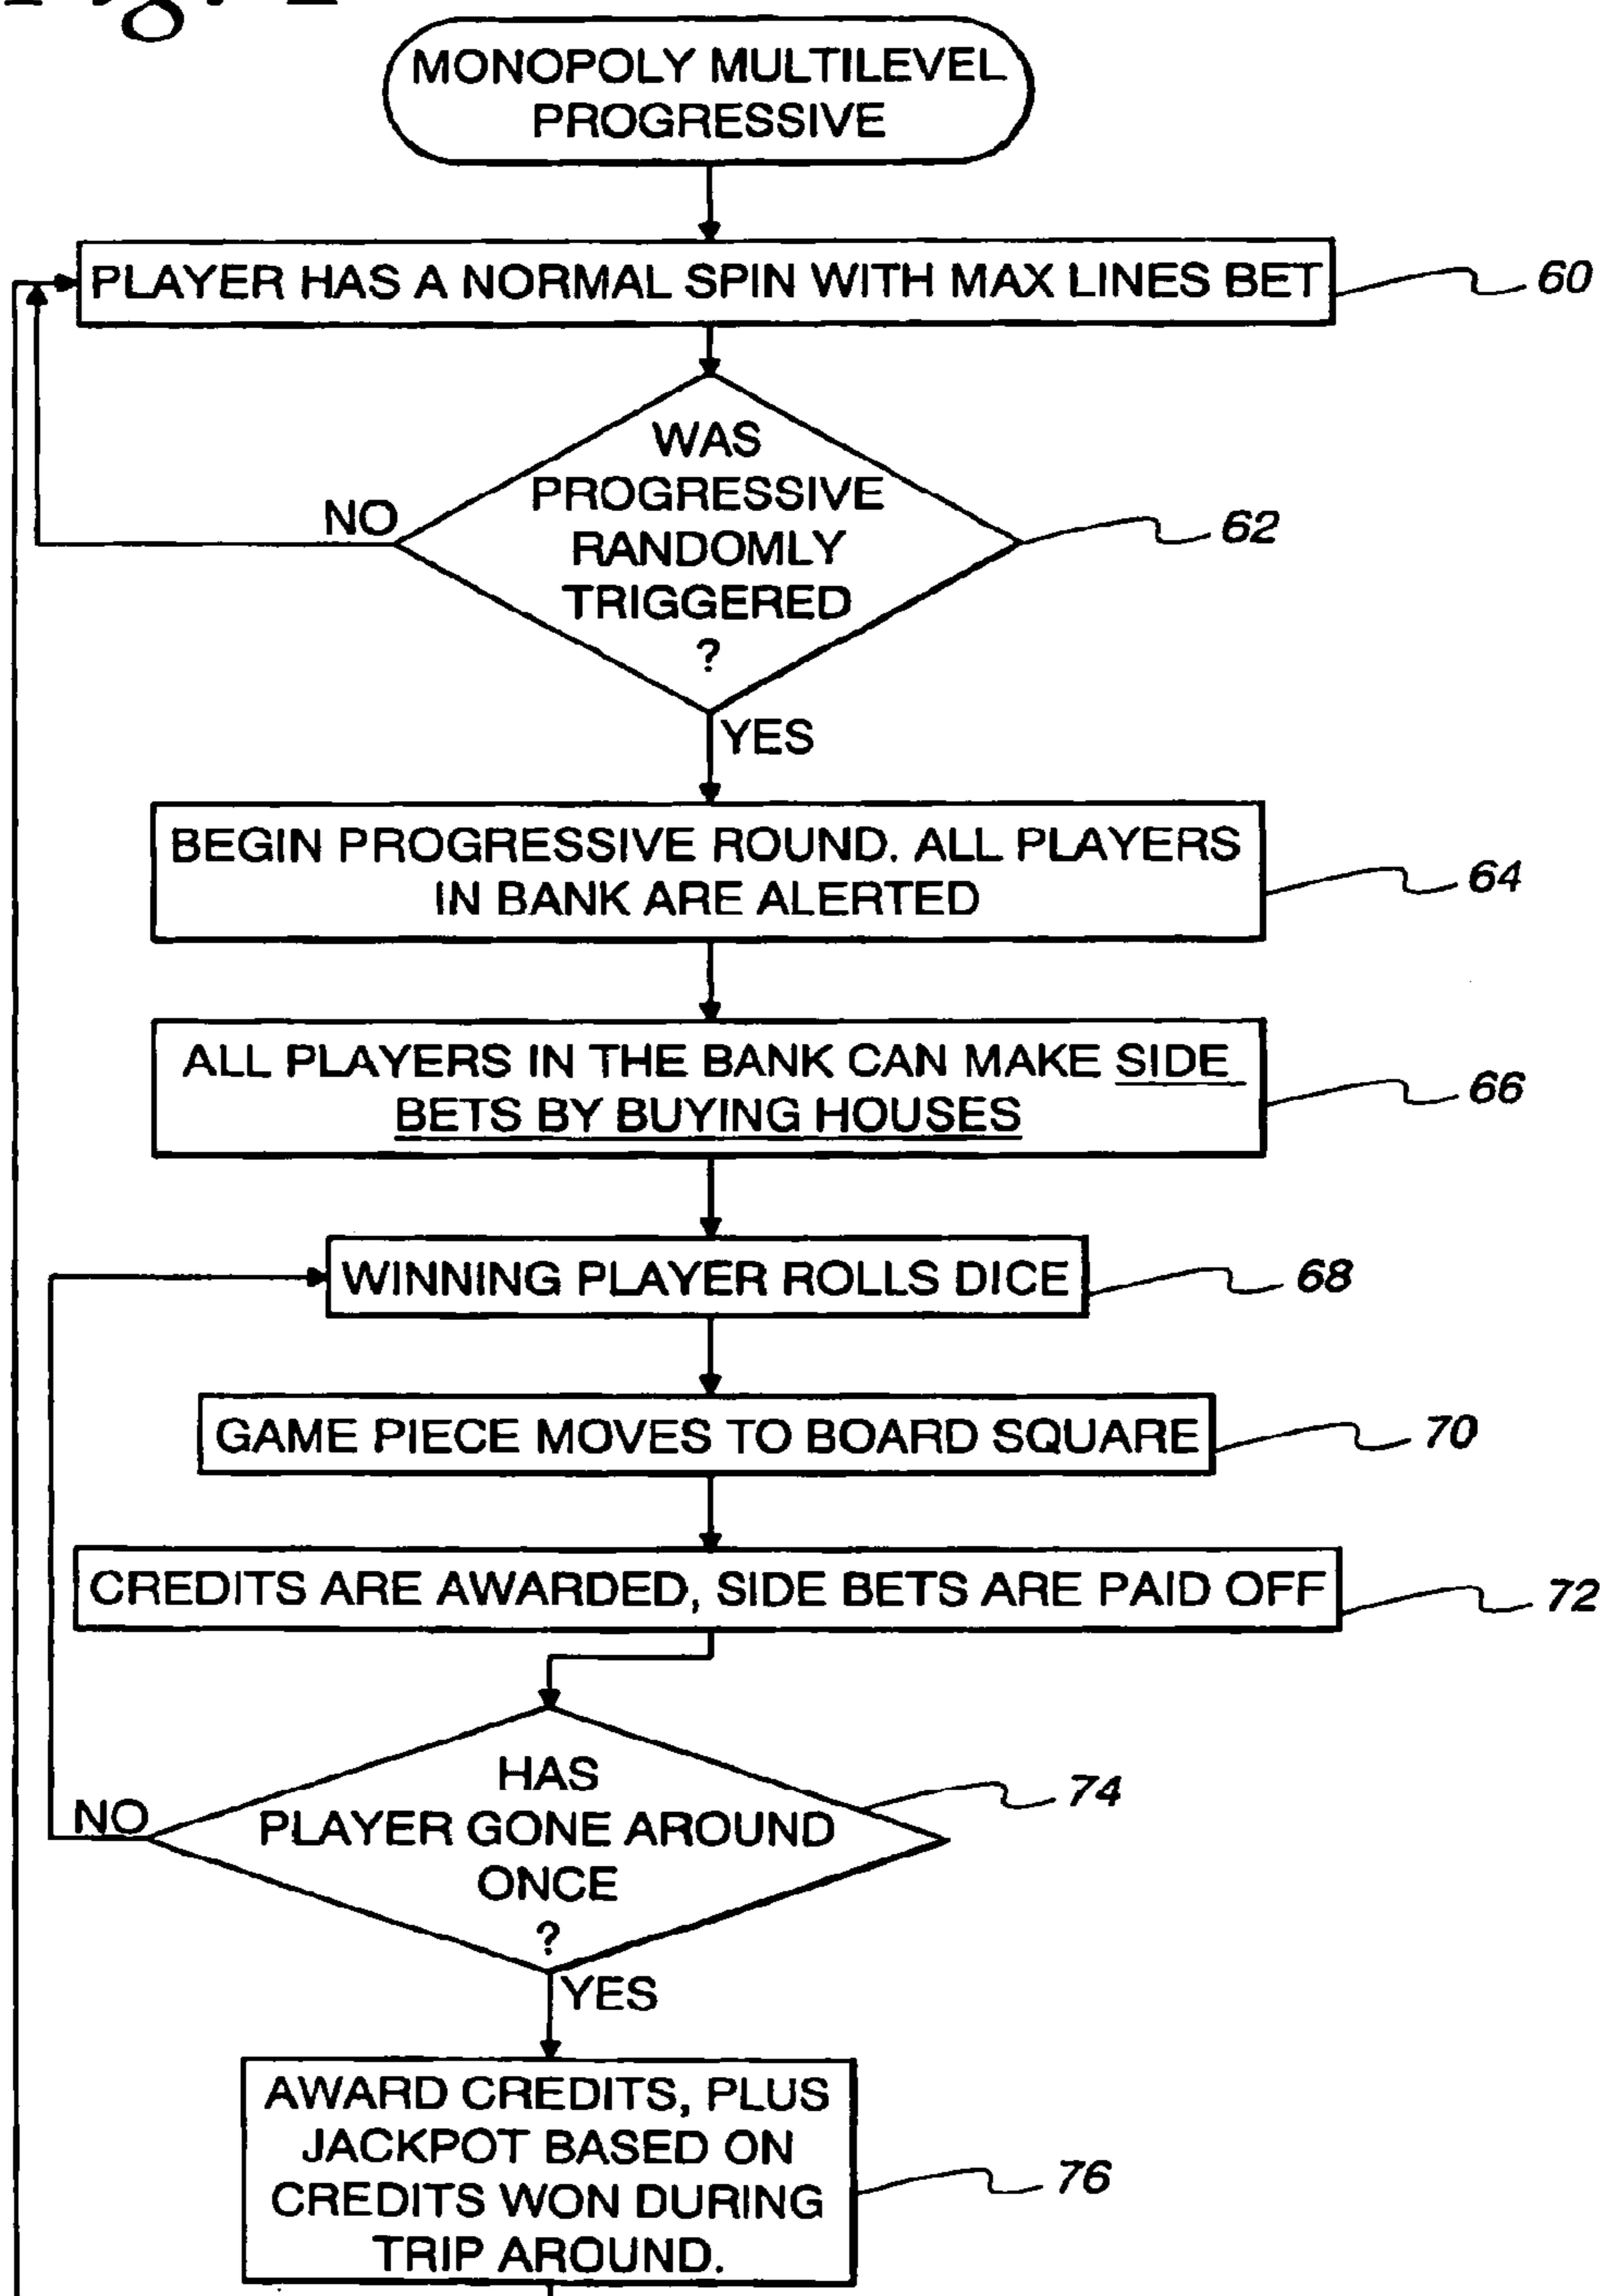 MONOPOLY MULTILEVEL
PROGRESSIVE
PLAYER HAS A NORMAL SPIN WITH MAX LINES BET
60
WAS
PROGRESSIVE
RANDOMLY
TRIGGERED
?
NO
62
YES
BEGIN PROGRESSIVE ROUND. ALL PLAYERS
IN BANK ARE ALERTED
64
ALL PLAYERS IN THE BANK CAN MAKE SIDE
BETS BY BUYING HOUSES
66
WINNING PLAYER ROLLS DICE
68
GAME PIECE MOVES TO BOARD SQUARE
70
CREDITS ARE AWARDED, SIDE BETS ARE PAID OFF
72
HAS
PLAYER GONE AROUND
ONCE
?
NO
74
YES
AWARD CREDITS, PLUS
JACKPOT BASED ON
CREDITS WON DURING
TRIP AROUND.
76